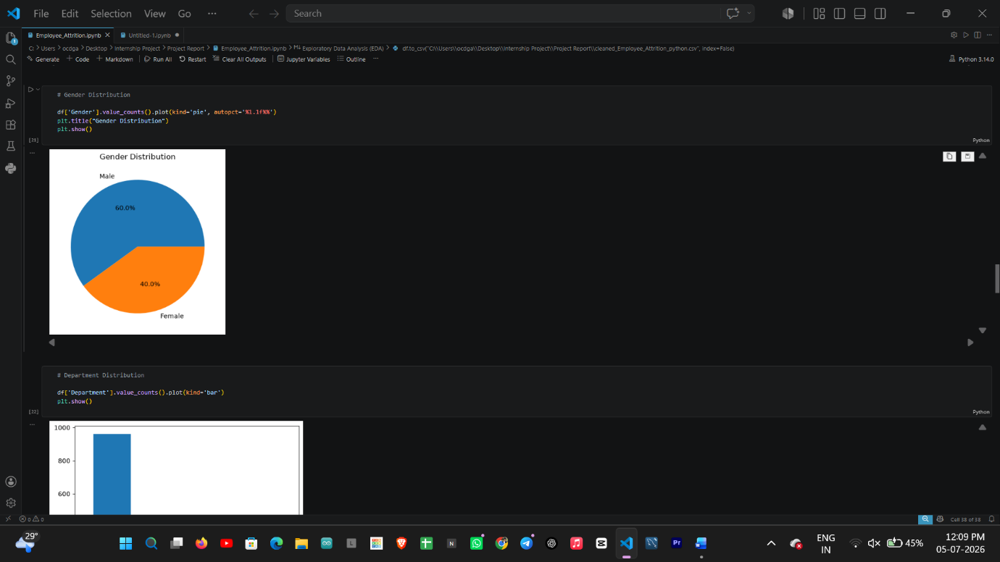 File Edit Selection View Go ··· Search
Employee_Attrition.ipynb Untitled-1.ipynb
C: > Users > ocdga > Desktop > Internship Project > Project Report > Employee_Attrition.ipynb > M↓ Exploratory Data Analysis (EDA) > df.to_csv("C:\\Users\\ocdga\\Desktop\\Internship Project\\Project Report\\cleaned_Employee_Attrition_python.csv", index=False)
Generate + Code + Markdown Run All Restart Clear All Outputs Jupyter Variables Outline ··· Python 3.14.0
# Gender Distribution
df['Gender'].value_counts().plot(kind='pie', autopct='%1.1f%%')
plt.title("Gender Distribution")
plt.show()
[21]
Python
Gender Distribution
Male
60.0%
40.0%
Female
# Department Distribution
df['Department'].value_counts().plot(kind='bar')
plt.show()
[22]
Python
1000
800
600
0 0
Cell 38 of 38
29°
ENG
IN
45%
12:09 PM
05-07-2026